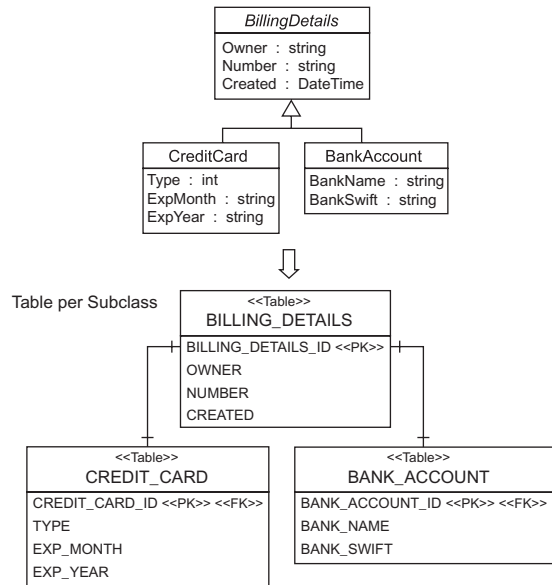 BillingDetails
Owner : string
Number : string
Created : DateTime
CreditCard
Type : int
ExpMonth : string
ExpYear : string
BankAccount
BankName : string
BankSwift : string
Table per Subclass
<<Table>>
BILLING_DETAILS
BILLING_DETAILS_ID <<PK>>
OWNER
NUMBER
CREATED
<<Table>>
CREDIT_CARD
CREDIT_CARD_ID <<PK>> <<FK>>
TYPE
EXP_MONTH
EXP_YEAR
<<Table>>
BANK_ACCOUNT
BANK_ACCOUNT_ID <<PK>> <<FK>>
BANK_NAME
BANK_SWIFT